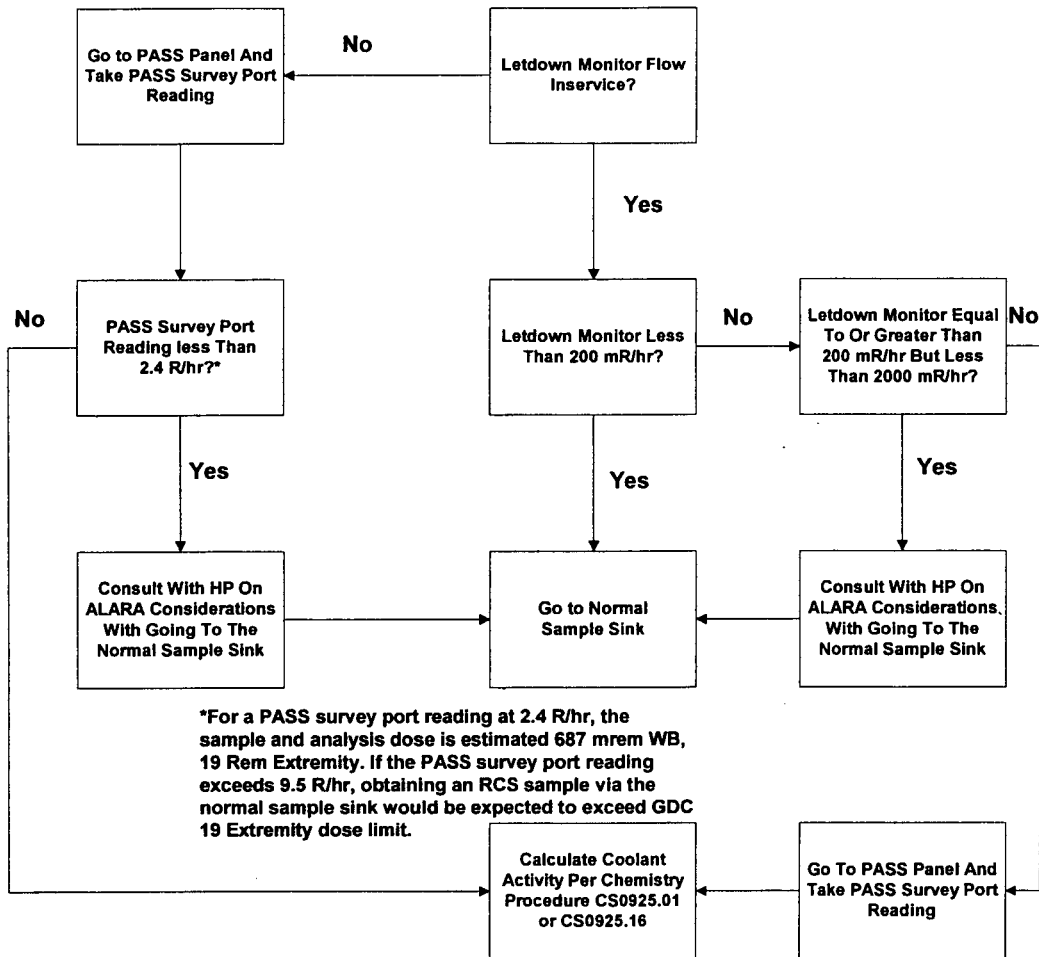 Go to PASS Panel And
Take PASS Survey Port
Reading
No
Letdown Monitor Flow
Inservice?
Yes
No
PASS Survey Port
Reading less Than
2.4 R/hr?*
Letdown Monitor Less
Than 200 mR/hr?
No
Letdown Monitor Equal
To Or Greater Than
200 mR/hr But Less
Than 2000 mR/hr?
No
Yes
Yes
Yes
Consult With HP On
ALARA Considerations
With Going To The
Normal Sample Sink
Go to Normal
Sample Sink
Consult With HP On
ALARA Considerations
With Going To The
Normal Sample Sink
*For a PASS survey port reading at 2.4 R/hr, the
sample and analysis dose is estimated 687 mrem WB,
19 Rem Extremity. If the PASS survey port reading
exceeds 9.5 R/hr, obtaining an RCS sample via the
normal sample sink would be expected to exceed GDC
19 Extremity dose limit.
Calculate Coolant
Activity Per Chemistry
Procedure CS0925.01
or CS0925.16
Go To PASS Panel And
Take PASS Survey Port
Reading